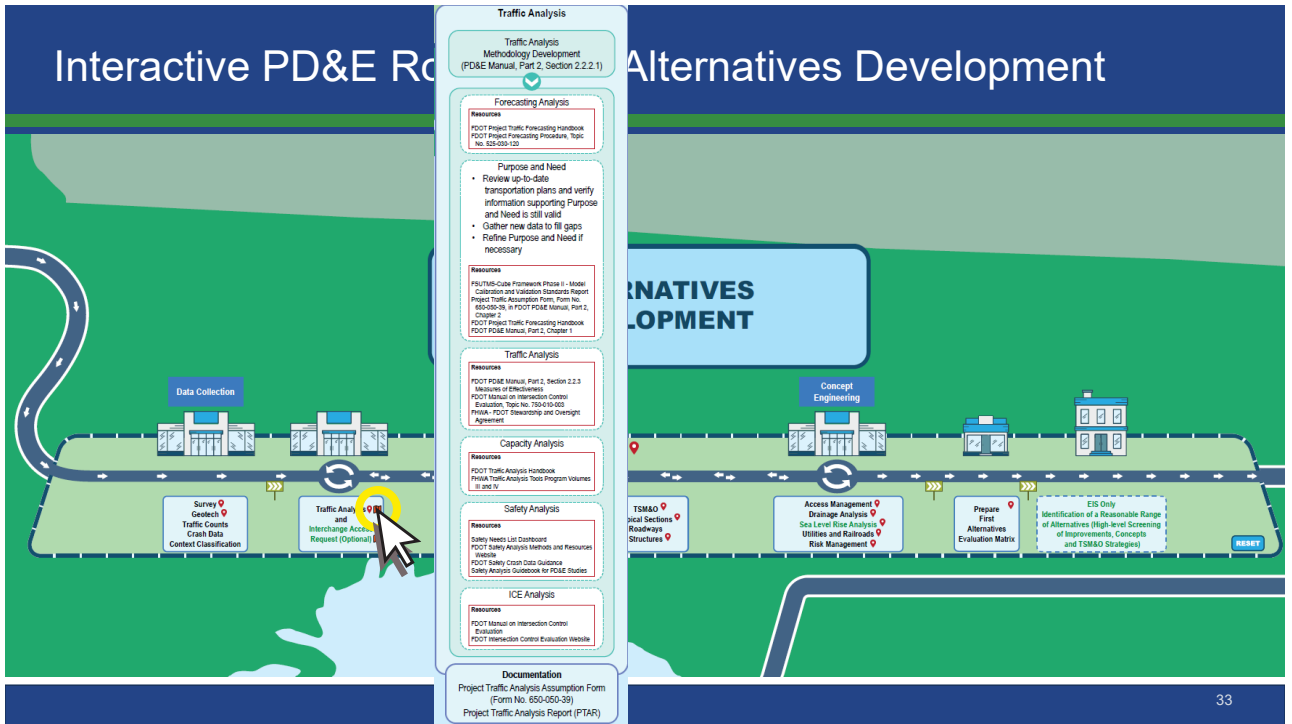 Interactive PD&E Ro
Alternatives Development
Traffic Analysis
Traffic Analysis
Methodology Development
(PD&E Manual, Part 2, Section 2.2.2.1)
Forecasting Analysis
Resources
FDOT Project Traffic Forecasting Handbook
FDOT Project Forecasting Procedure, Topic
No. 525-030-120
Purpose and Need
• Review up-to-date
transportation plans and verify
information supporting Purpose
and Need is still valid
• Gather new data to fill gaps
• Refine Purpose and Need if
necessary
Resources
FSUTMS-Cube Framework Phase II - Model
Calibration and Validation Standards Report
Project Traffic Assumption Form, Form No.
650-050-39, in FDOT PD&E Manual, Part 2,
Chapter 2
FDOT Project Traffic Forecasting Handbook
FDOT PD&E Manual, Part 2, Chapter 1
Traffic Analysis
Resources
FDOT PD&E Manual, Part 2, Section 2.2.3
Measures of Effectiveness
FDOT Manual on Intersection Control
Evaluation, Topic No. 750-010-003
FHWA - FDOT Stewardship and Oversight
Agreement
Capacity Analysis
Resources
FDOT Traffic Analysis Handbook
FHWA Traffic Analysis Tools Program Volumes
III and IV
Safety Analysis
Resources
Safety Needs List Dashboard
FDOT Safety Analysis Methods and Resources
Website
FDOT Safety Crash Data Guidance
Safety Analysis Guidebook for PD&E Studies
ICE Analysis
Resources
FDOT Manual on Intersection Control
Evaluation
FDOT Intersection Control Evaluation Website
Documentation
Project Traffic Analysis Assumption Form
(Form No. 650-050-39)
Project Traffic Analysis Report (PTAR)
RNATIVES
LOPMENT
Data Collection
Survey
Geotech
Traffic Counts
Crash Data
Context Classification
Traffic Analysis
and
Interchange Access
Request (Optional)
TSM&O
pical Sections
Roadways
Structures
Concept
Engineering
Access Management
Drainage Analysis
Sea Level Rise Analysis
Utilities and Railroads
Risk Management
Prepare
First
Alternatives
Evaluation Matrix
EIS Only
Identification of a Reasonable Range
of Alternatives (High-level Screening
of Improvements, Concepts
and TSM&O Strategies)
RESET
33